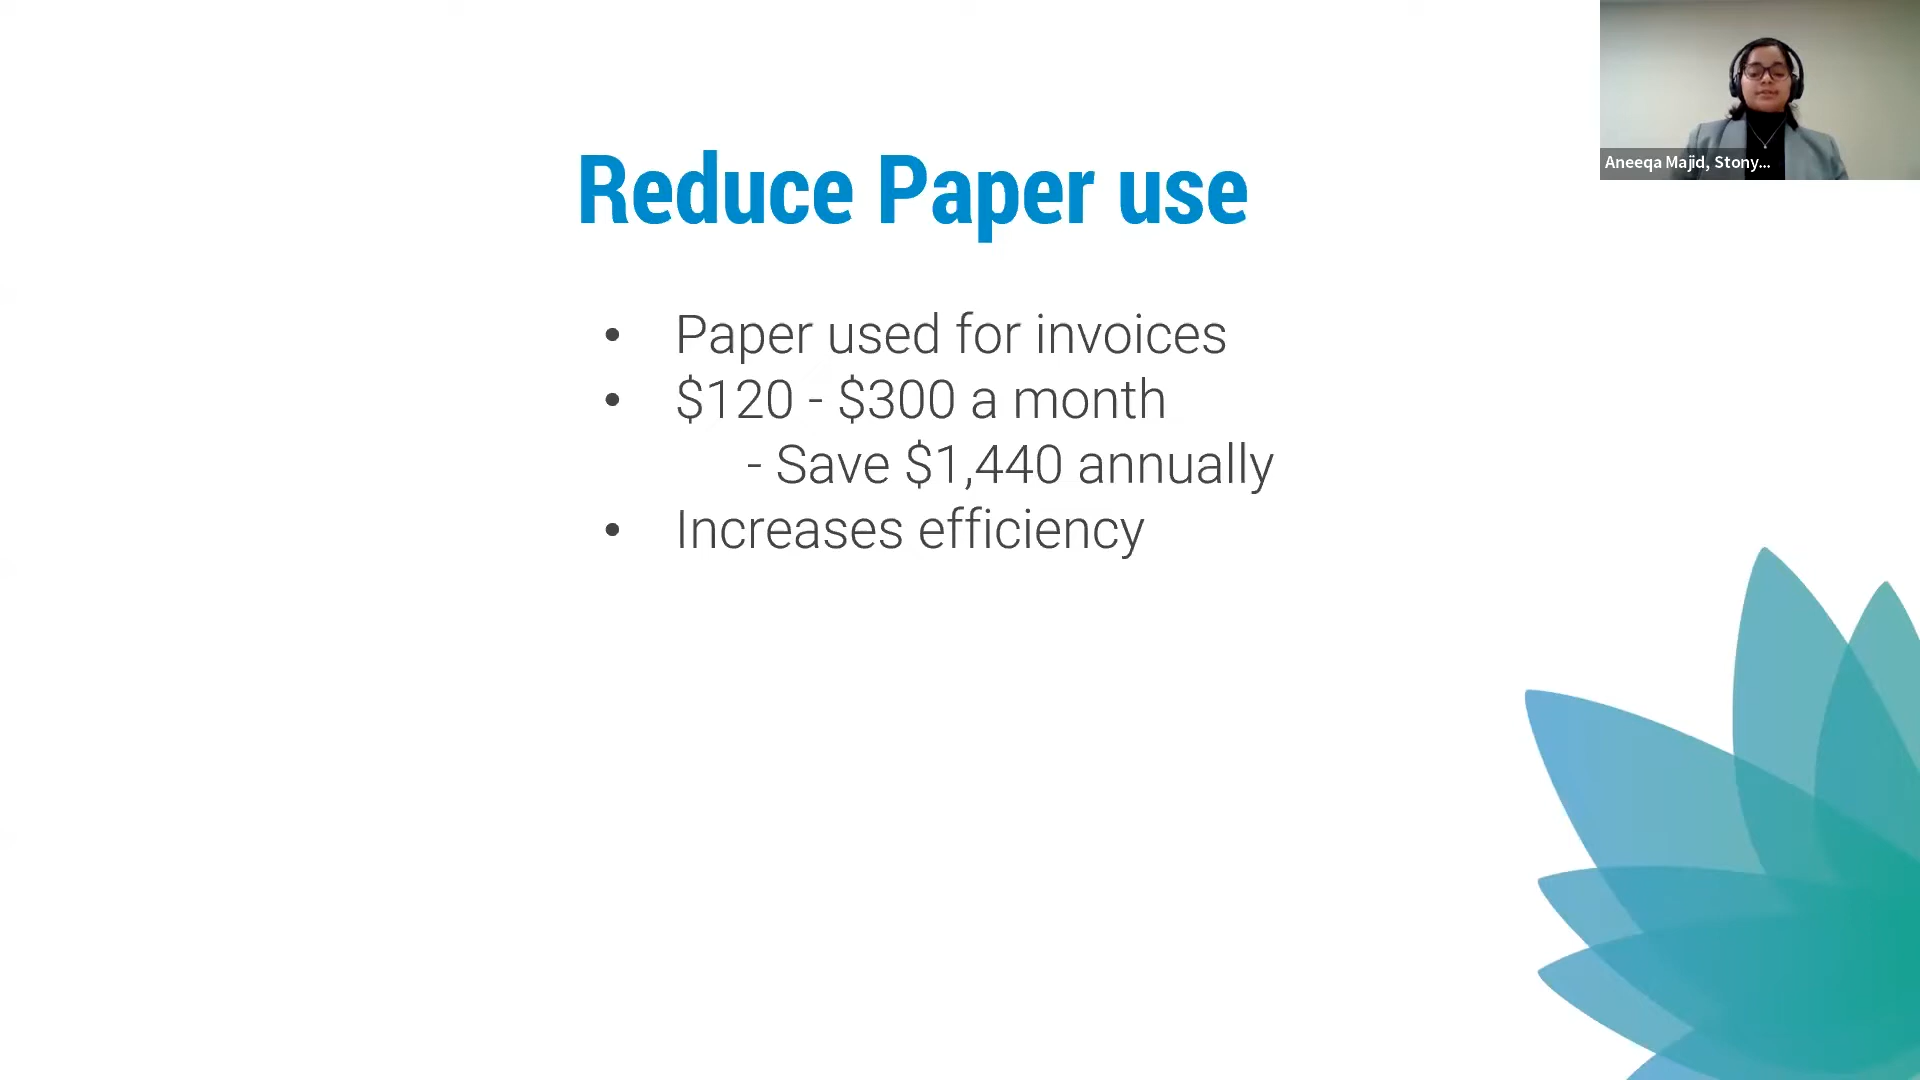 Reduce Paper use
• Paper used for invoices
• $120 - $300 a month
- Save $1,440 annually
• Increases efficiency
Aneeqa Majid, Stony...